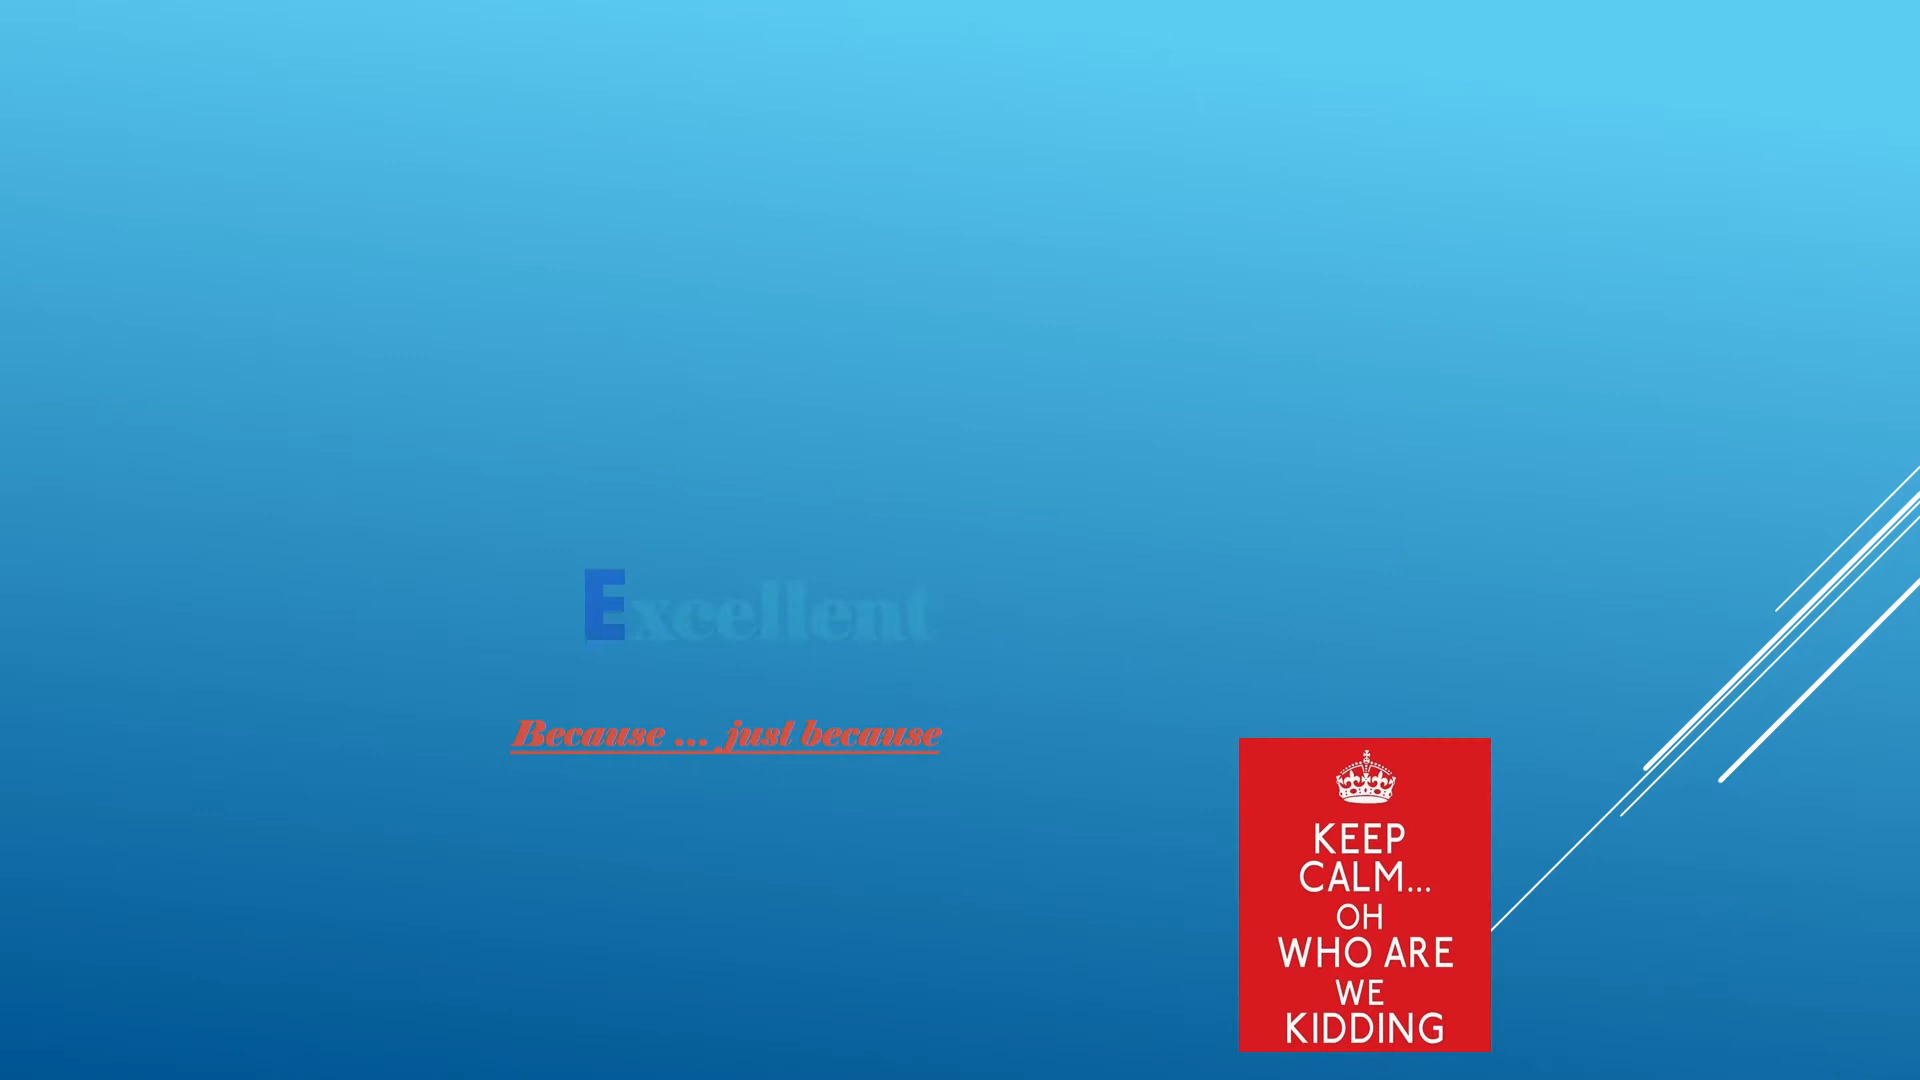 Excellent
Because ... just because
KEEP
CALM...
OH
WHO ARE
WE
KIDDING